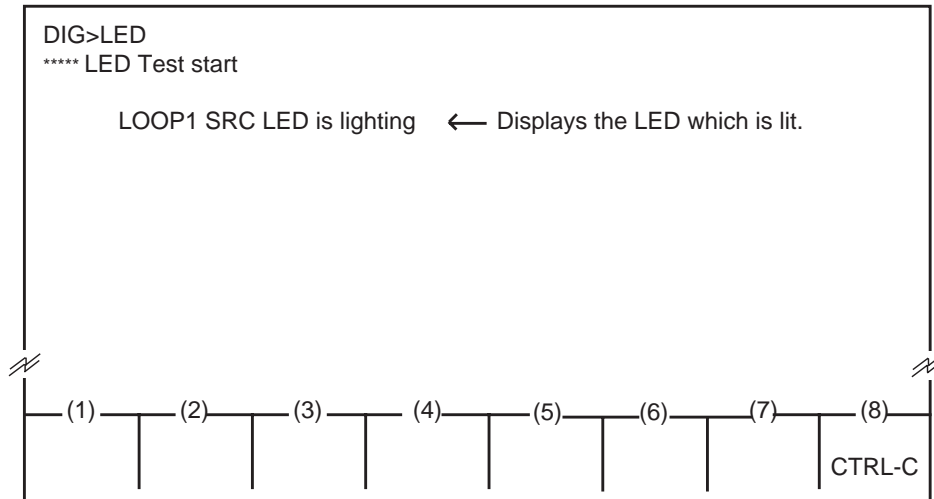 DIG>LED
***** LED Test start
LOOP1 SRC LED is lighting ← Displays the LED which is lit.
(1) (2) (3) (4) (5) (6) (7) (8)
CTRL-C